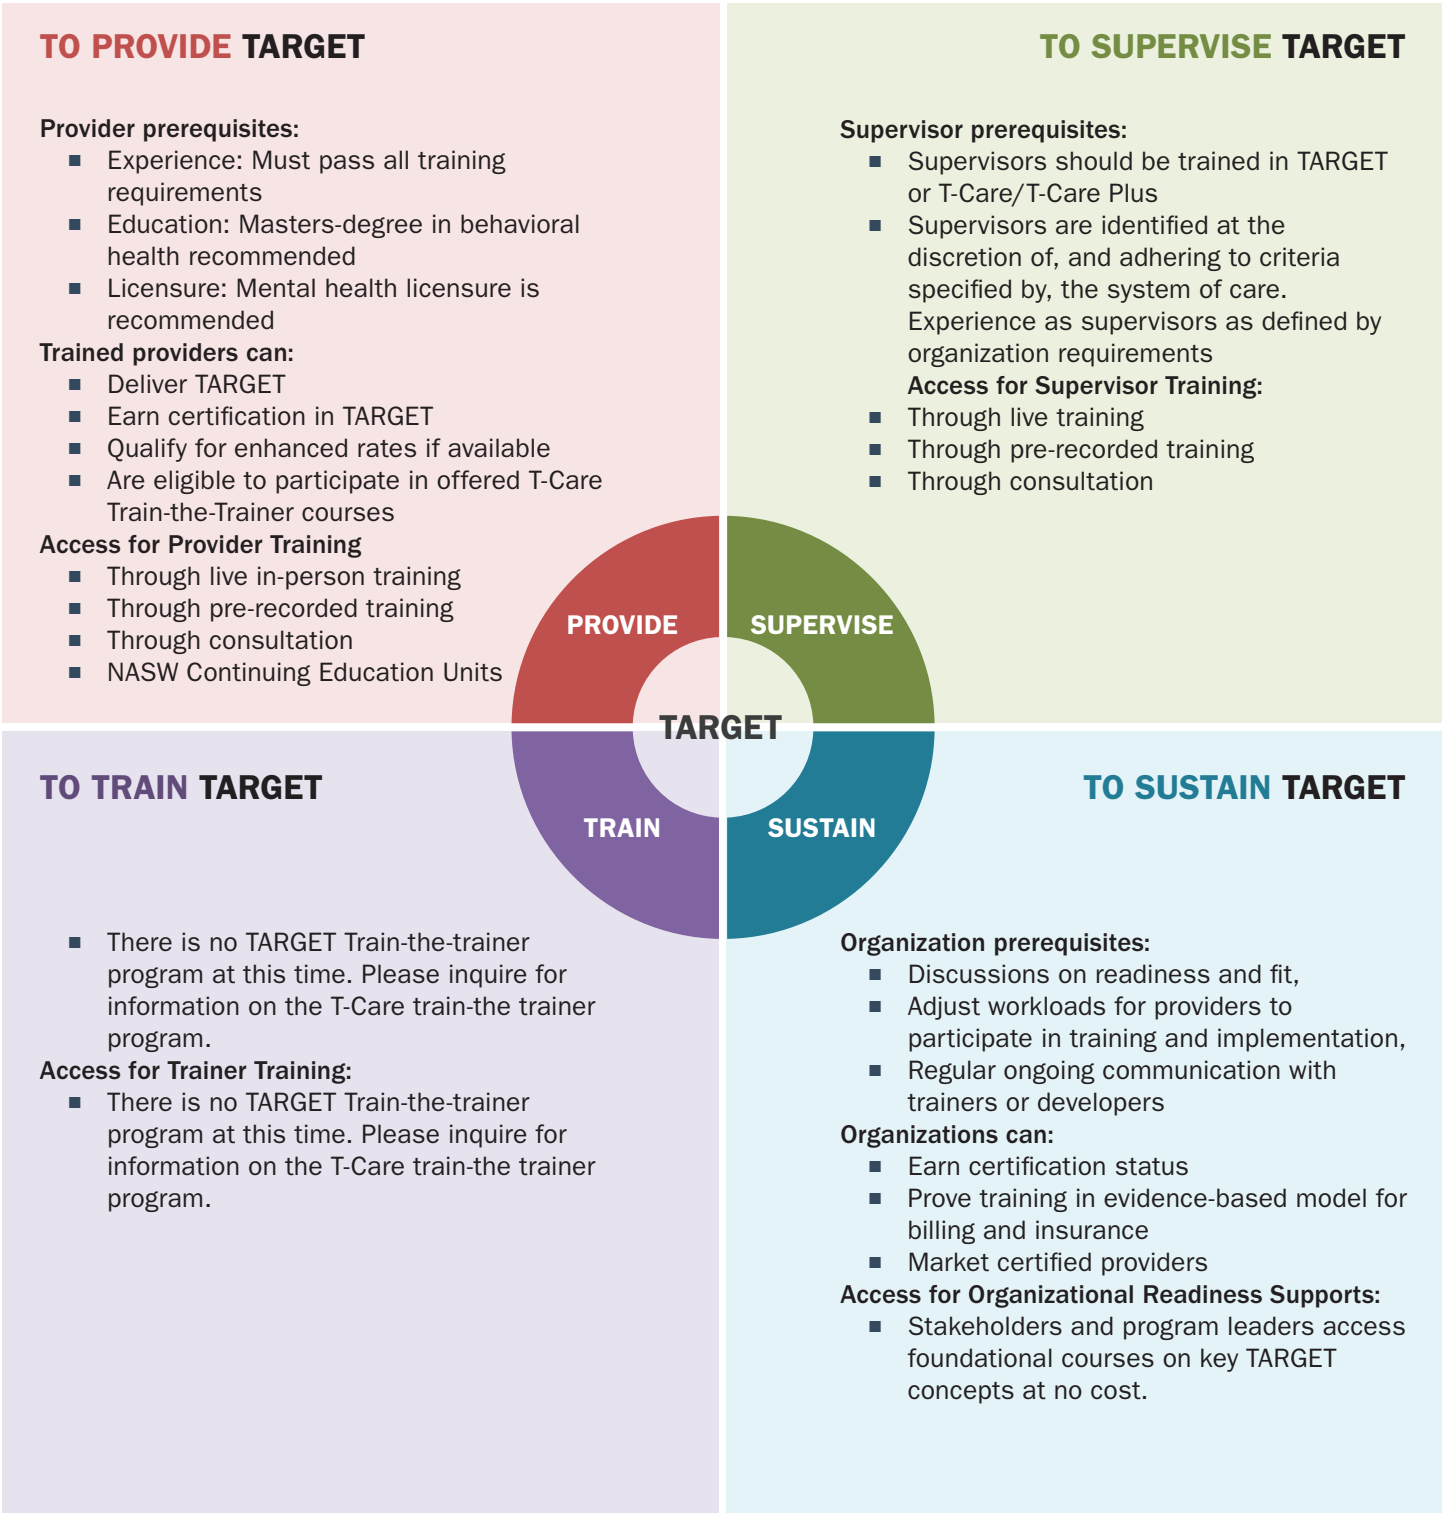 TO PROVIDE TARGET
Provider prerequisites:
■ Experience: Must pass all training
requirements
■ Education: Masters-degree in behavioral
health recommended
■ Licensure: Mental health licensure is
recommended
Trained providers can:
■ Deliver TARGET
■ Earn certification in TARGET
■ Qualify for enhanced rates if available
■ Are eligible to participate in offered T-Care
Train-the-Trainer courses
Access for Provider Training
■ Through live in-person training
■ Through pre-recorded training
■ Through consultation
■ NASW Continuing Education Units
TO SUPERVISE TARGET
Supervisor prerequisites:
■ Supervisors should be trained in TARGET
or T-Care/T-Care Plus
■ Supervisors are identified at the
discretion of, and adhering to criteria
specified by, the system of care.
Experience as supervisors as defined by
organization requirements
Access for Supervisor Training:
■ Through live training
■ Through pre-recorded training
■ Through consultation
PROVIDE
SUPERVISE
TARGET
TRAIN
SUSTAIN
TO TRAIN TARGET
■ There is no TARGET Train-the-trainer
program at this time. Please inquire for
information on the T-Care train-the trainer
program.
Access for Trainer Training:
■ There is no TARGET Train-the-trainer
program at this time. Please inquire for
information on the T-Care train-the trainer
program.
TO SUSTAIN TARGET
Organization prerequisites:
■ Discussions on readiness and fit,
■ Adjust workloads for providers to
participate in training and implementation,
■ Regular ongoing communication with
trainers or developers
Organizations can:
■ Earn certification status
■ Prove training in evidence-based model for
billing and insurance
■ Market certified providers
Access for Organizational Readiness Supports:
■ Stakeholders and program leaders access
foundational courses on key TARGET
concepts at no cost.